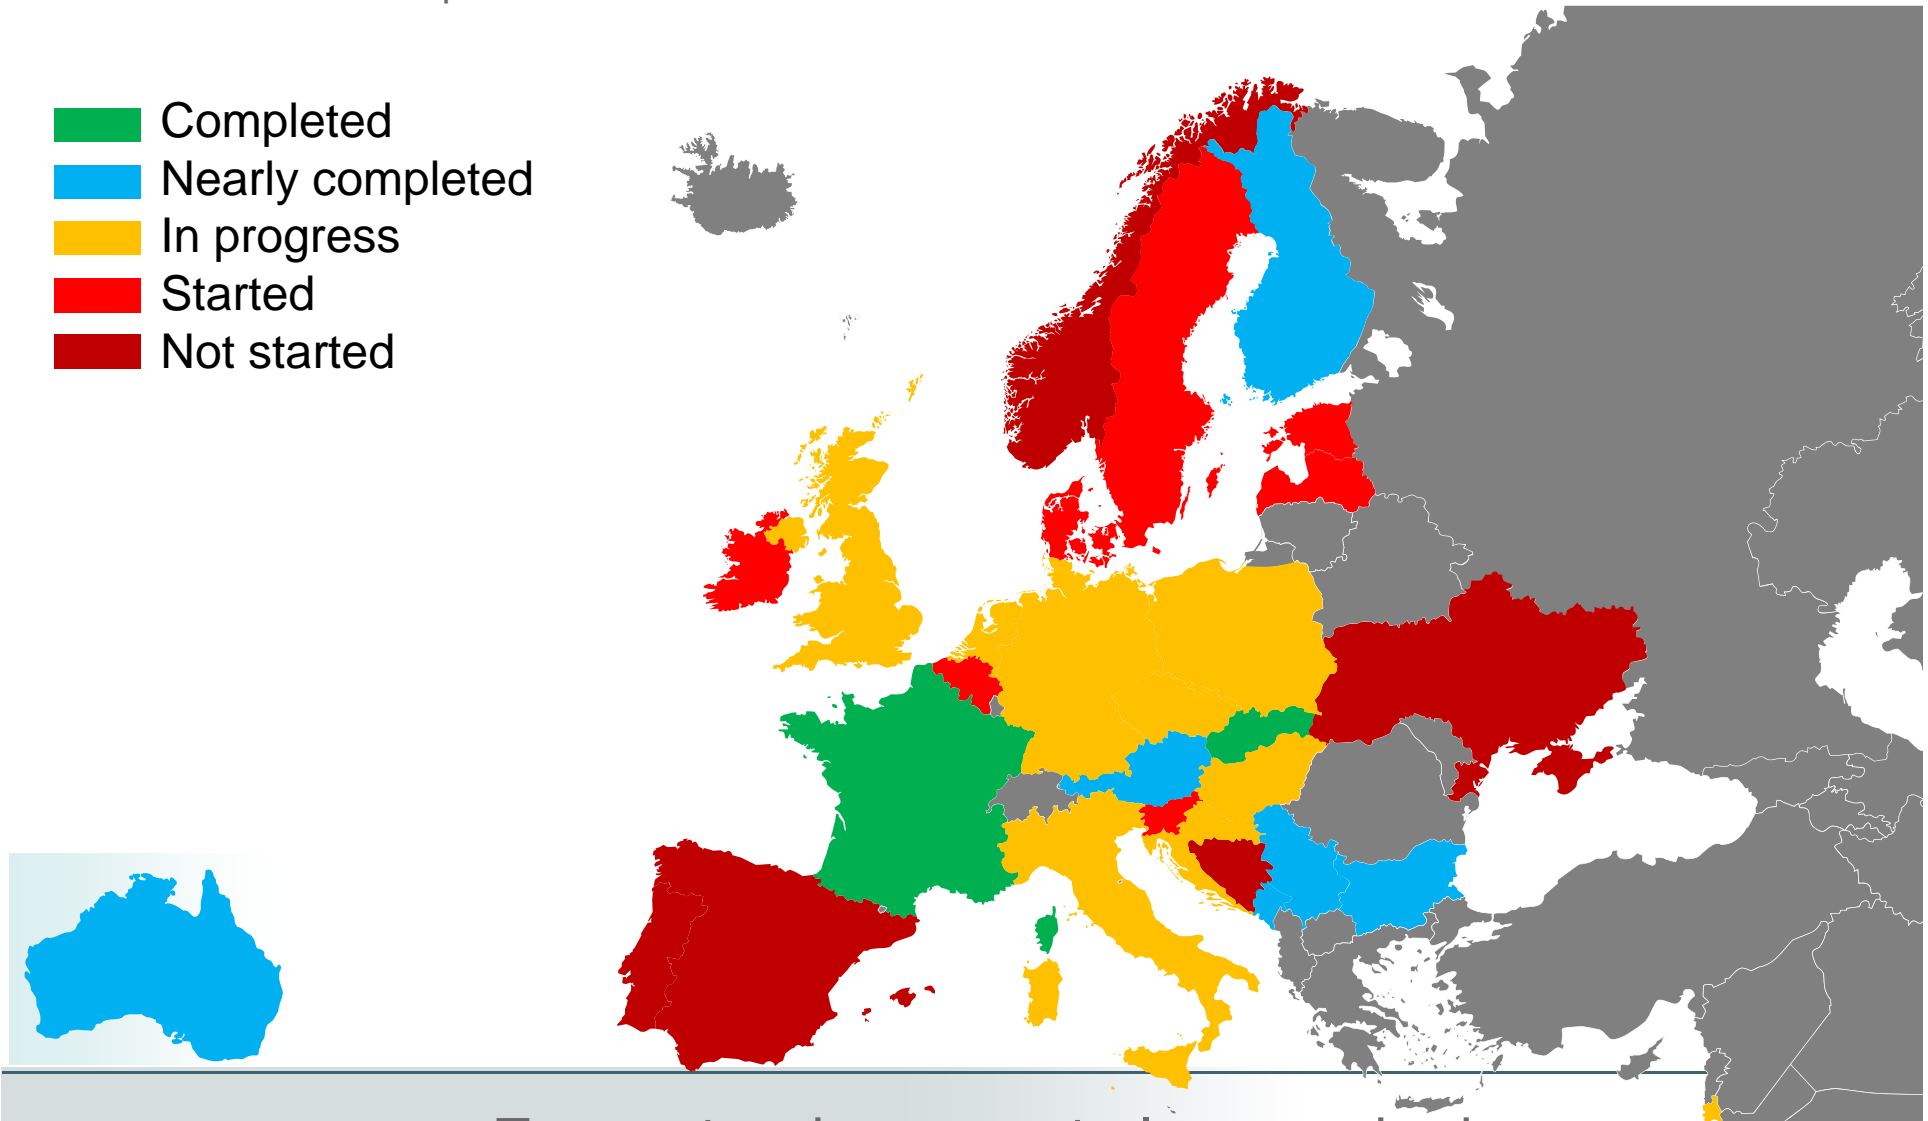 Completed
Nearly completed
In progress
Started
Not started